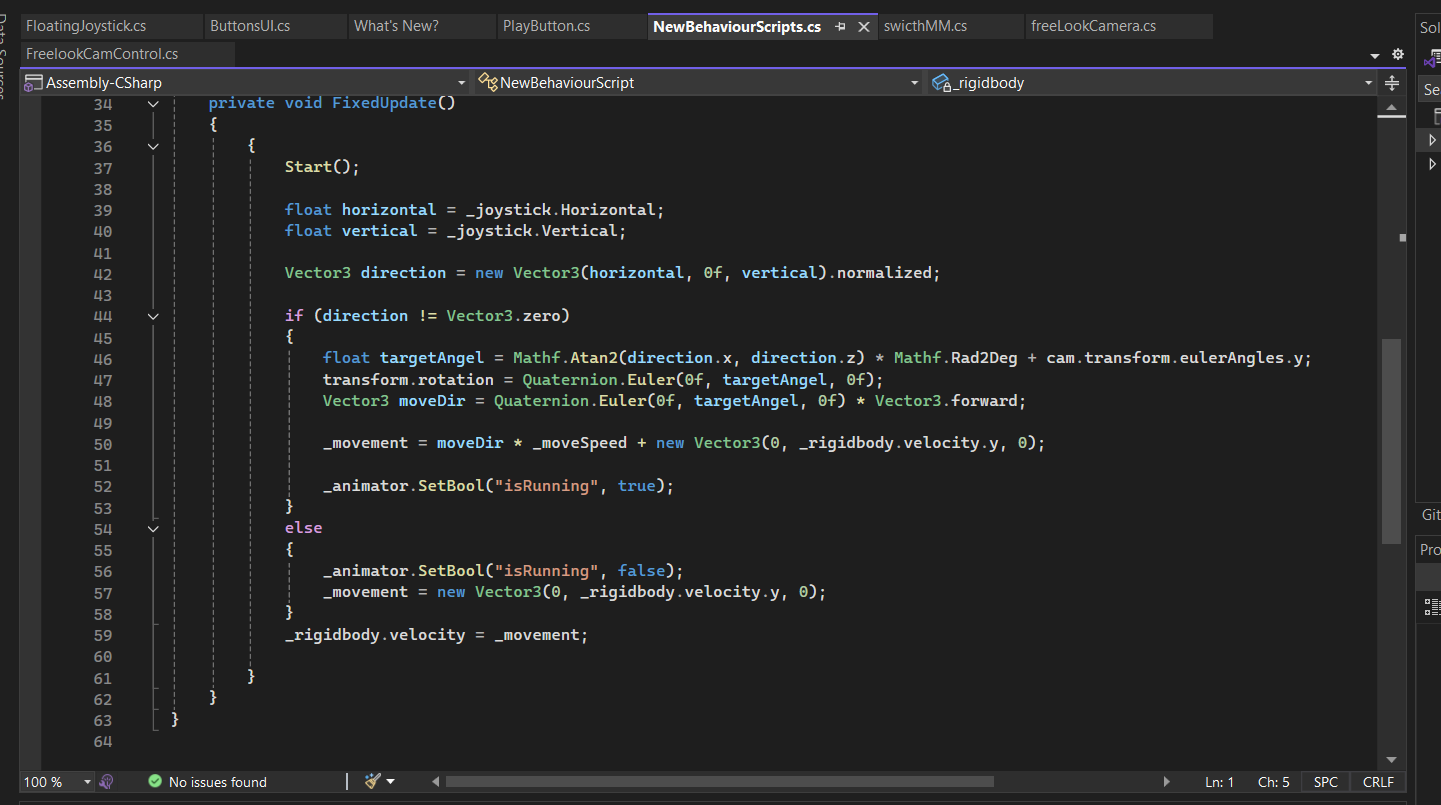 Data Sources
FloatingJoystick.cs
ButtonsUI.cs
What's New?
PlayButton.cs
NewBehaviourScripts.cs
swicthMM.cs
freeLookCamera.cs
FreelookCamControl.cs
Sol
Assembly-CSharp
NewBehaviourScript
_rigidbody
Se
34 private void FixedUpdate()
35 {
36 {
37 Start();
38
39 float horizontal = _joystick.Horizontal;
40 float vertical = _joystick.Vertical;
41
42 Vector3 direction = new Vector3(horizontal, 0f, vertical).normalized;
43
44 if (direction != Vector3.zero)
45 {
46 float targetAngel = Mathf.Atan2(direction.x, direction.z) * Mathf.Rad2Deg + cam.transform.eulerAngles.y;
47 transform.rotation = Quaternion.Euler(0f, targetAngel, 0f);
48 Vector3 moveDir = Quaternion.Euler(0f, targetAngel, 0f) * Vector3.forward;
49
50 _movement = moveDir * _moveSpeed + new Vector3(0, _rigidbody.velocity.y, 0);
51
52 _animator.SetBool("isRunning", true);
53 }
54 else
55 {
56 _animator.SetBool("isRunning", false);
57 _movement = new Vector3(0, _rigidbody.velocity.y, 0);
58 }
59 _rigidbody.velocity = _movement;
60
61 }
62 }
63 }
64
Git
Pro
100 %
No issues found
Ln: 1 Ch: 5 SPC CRLF